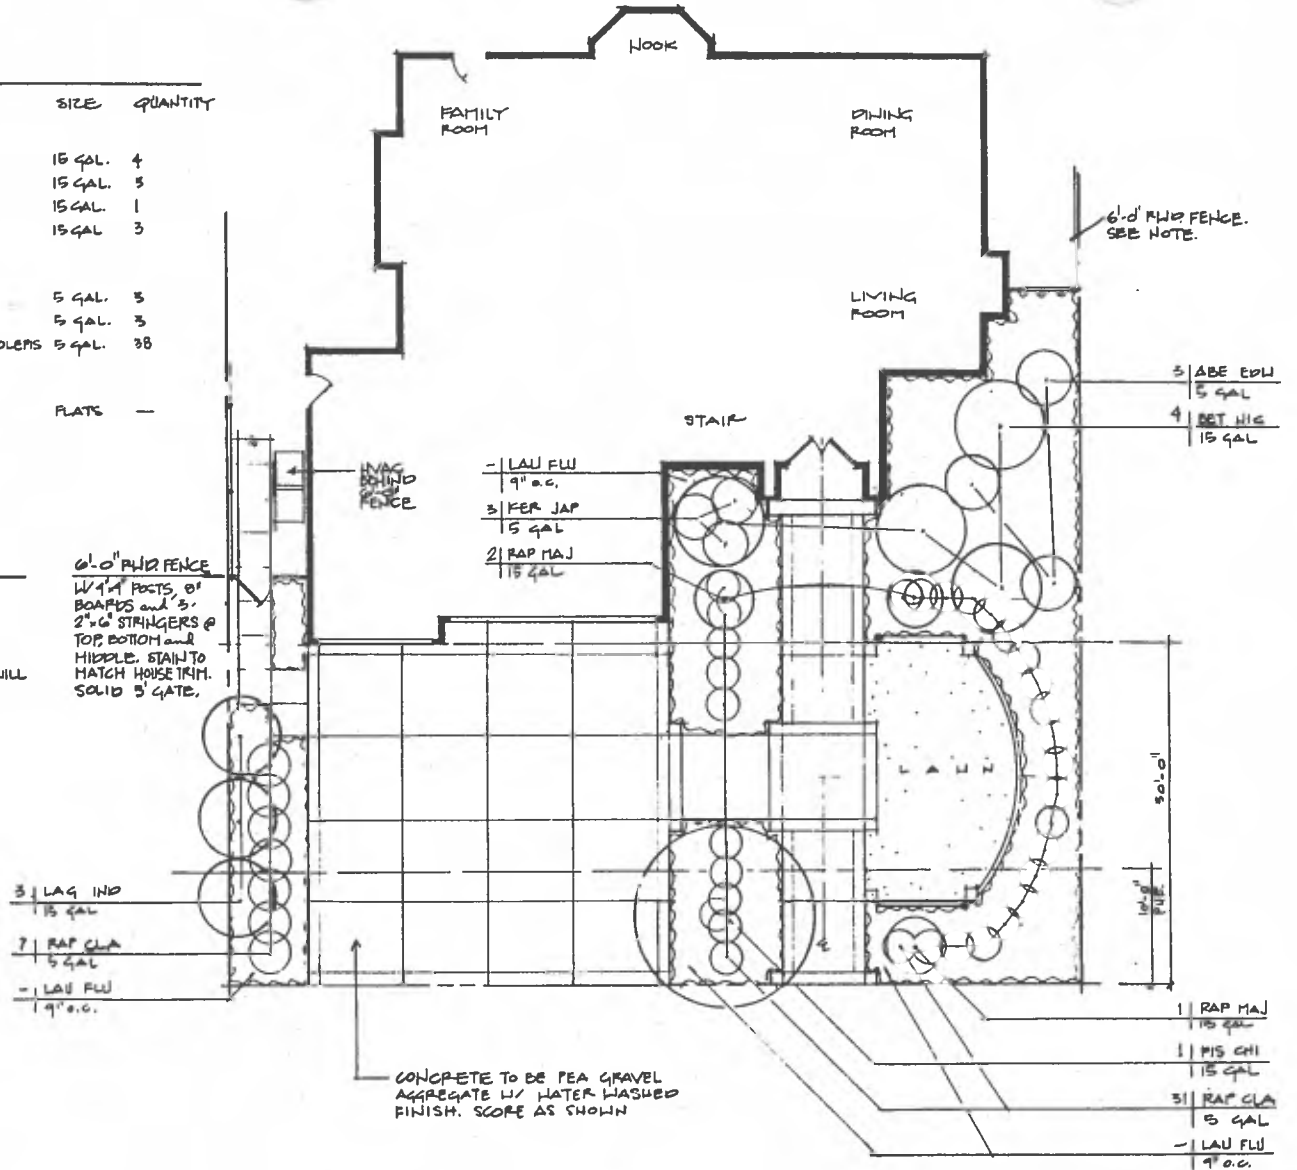 NOOK
SIZE QUANTITY
FAMILY
ROOM
DINING
ROOM
15 GAL. 4
15 GAL. 3
15 GAL. 1
15 GAL 3
6'-0" RWD. FENCE.
SEE NOTE.
5 GAL. 3
5 GAL. 3
5 GAL. 38
LIVING
ROOM
FLATS —
3 ABE EDW
5 GAL
4 BET NIG
15 GAL
STAIR
HVAC
BEHIND
FENCE
- LAU FLU
9" o.c.
3 KER JAP
5 GAL
2 RAP MAJ
15 GAL
6'-0" RWD. FENCE
W/ 4"x4" POSTS, 8"
BOARDS and 3-
2"x6" STRINGERS @
TOP, BOTTOM and
MIDDLE. STAIN TO
MATCH HOUSE TRIM.
SOLID 3' GATE.
LAWN
30'-0"
10'-0"
P.U.E.
3 LAG IND
15 GAL
7 RAP CLA
5 GAL
- LAU FLU
9" o.c.
CONCRETE TO BE PEA GRAVEL
AGGREGATE W/ WATER WASHED
FINISH. SCORE AS SHOWN
1 RAP MAJ
15 GAL
1 PIS CHI
15 GAL
31 RAP CLA
5 GAL
- LAU FLU
9" o.c.